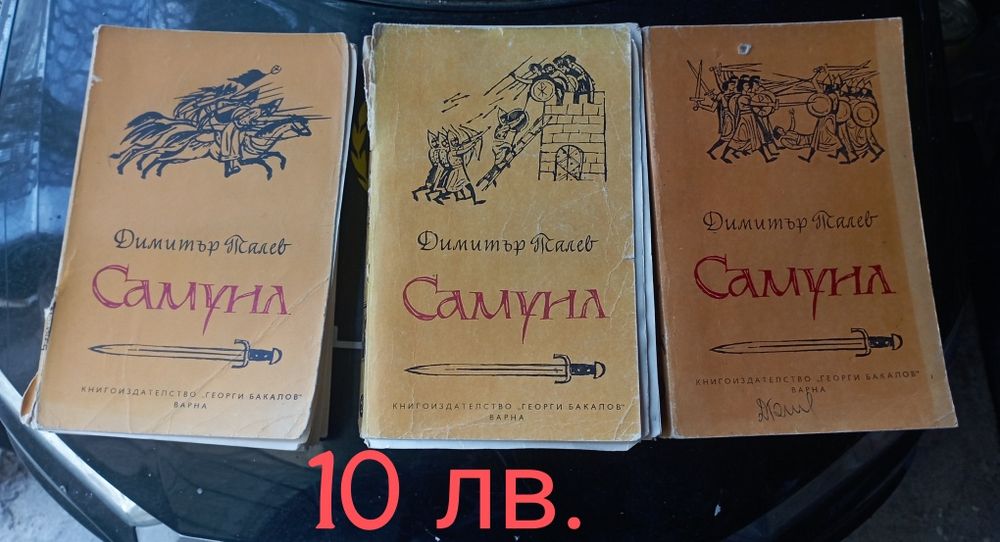 Димитър Талев
Самуил
КНИГОИЗДАТЕЛСТВО „ГЕОРГИ БАКАЛОВ"
ВАРНА
Димитър Талев
Самуил
КНИГОИЗДАТЕЛСТВО „ГЕОРГИ БАКАЛОВ"
ВАРНА
Димитър Талев
Самуил
КНИГОИЗДАТЕЛСТВО „ГЕОРГИ БАКАЛОВ"
ВАРНА
10 лв.